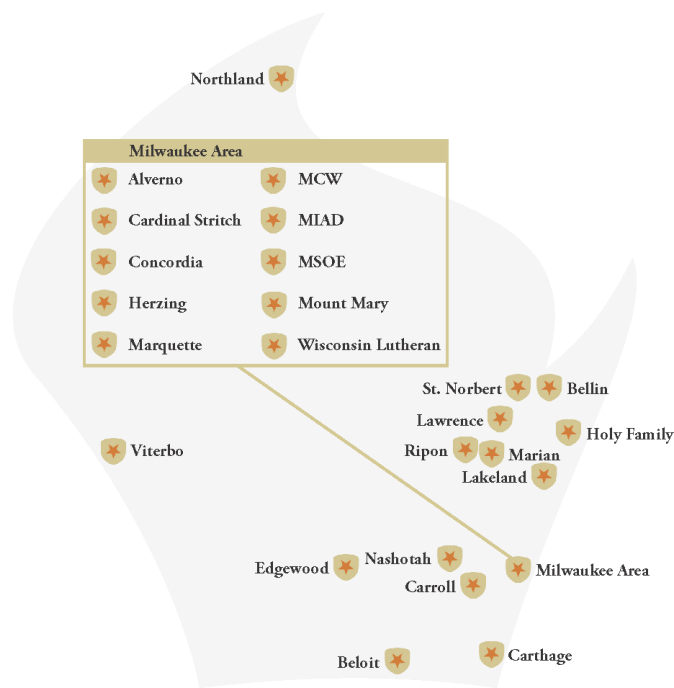 Northland
Milwaukee Area
Alverno
MCW
Cardinal Stritch
MIAD
Concordia
MSOE
Herzing
Mount Mary
Marquette
Wisconsin Lutheran
St. Norbert
Bellin
Lawrence
Holy Family
Ripon
Marian
Viterbo
Lakeland
Nashotah
Edgewood
Milwaukee Area
Carroll
Beloit
Carthage